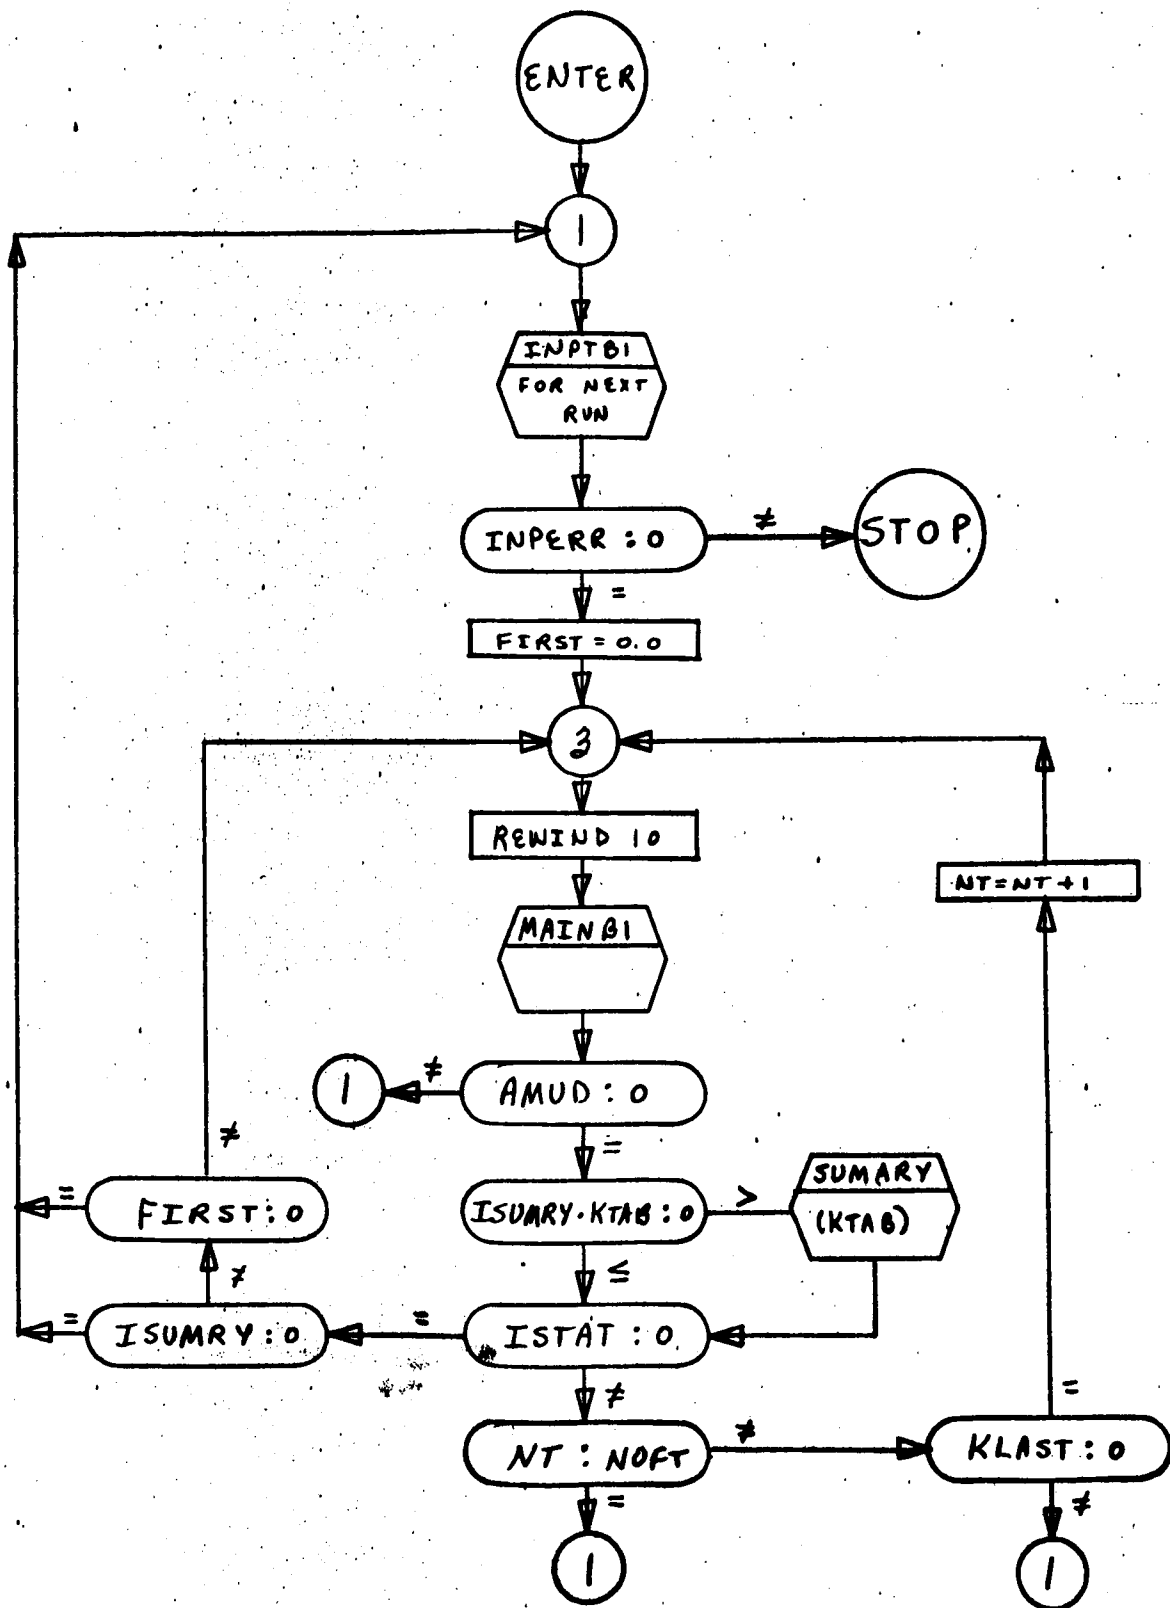 ENTER
1
INPTB1
FOR NEXT
RUN
INPERR : 0
≠
STOP
=
FIRST = 0.0
3
REWIND 10
NT = NT + 1
MAINB1
1
≠
AMUD : 0
≠
=
=
FIRST : 0
ISUMRY · KTAB : 0
>
SUMARY
(KTAB)
≠
≤
=
ISUMRY : 0
=
ISTAT : 0
≠
=
NT : NOFT
≠
KLAST : 0
=
≠
1
1